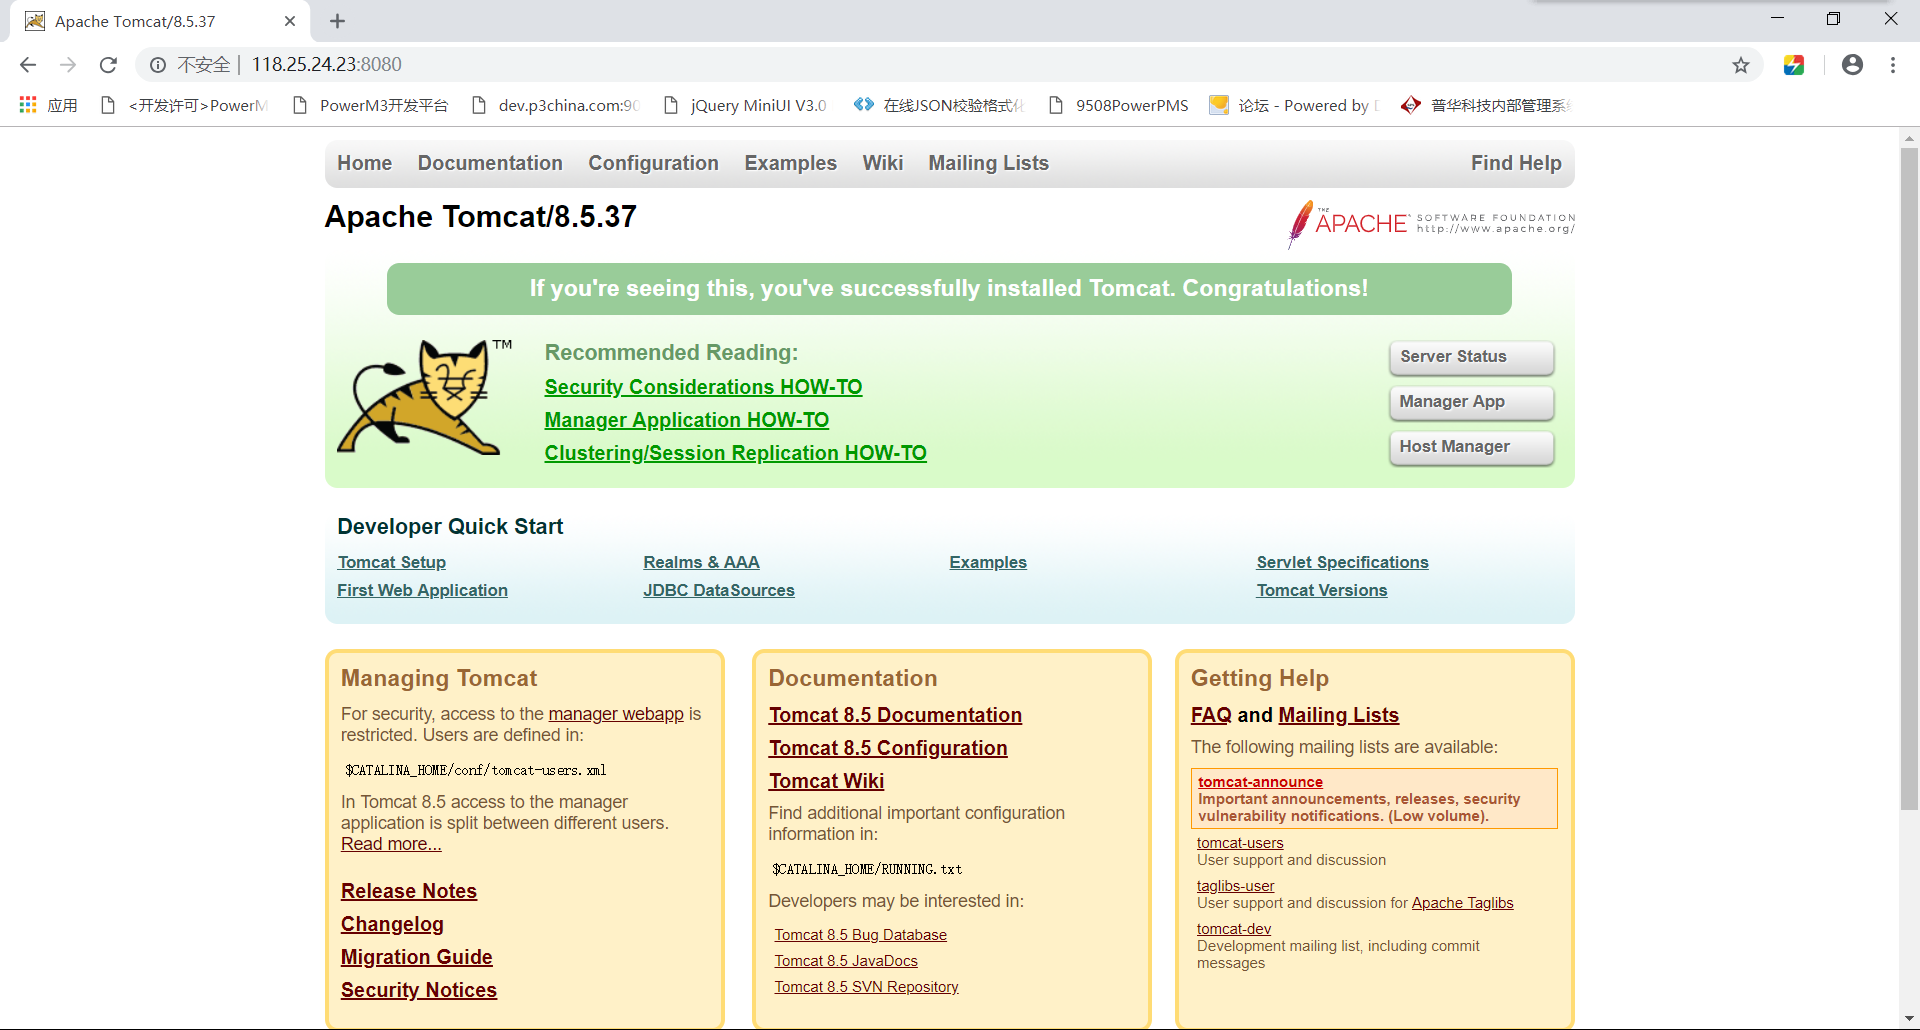 Apache Tomcat/8.5.37
不安全 | 118.25.24.23:8080
应用 <开发许可>PowerM PowerM3开发平台 dev.p3china.com:90 jQuery MiniUI V3.0 在线JSON校验格式化 9508PowerPMS 论坛 - Powered by D 普华科技内部管理系统
Home Documentation Configuration Examples Wiki Mailing Lists Find Help
Apache Tomcat/8.5.37
THE APACHE SOFTWARE FOUNDATION
http://www.apache.org/
If you're seeing this, you've successfully installed Tomcat. Congratulations!
TM
Recommended Reading:
Security Considerations HOW-TO
Manager Application HOW-TO
Clustering/Session Replication HOW-TO
Server Status
Manager App
Host Manager
Developer Quick Start
Tomcat Setup Realms & AAA Examples Servlet Specifications
First Web Application JDBC DataSources Tomcat Versions
Managing Tomcat
For security, access to the manager webapp is
restricted. Users are defined in:
$CATALINA_HOME/conf/tomcat-users.xml
In Tomcat 8.5 access to the manager
application is split between different users.
Read more...
Release Notes
Changelog
Migration Guide
Security Notices
Documentation
Tomcat 8.5 Documentation
Tomcat 8.5 Configuration
Tomcat Wiki
Find additional important configuration
information in:
$CATALINA_HOME/RUNNING.txt
Developers may be interested in:
Tomcat 8.5 Bug Database
Tomcat 8.5 JavaDocs
Tomcat 8.5 SVN Repository
Getting Help
FAQ and Mailing Lists
The following mailing lists are available:
tomcat-announce
Important announcements, releases, security
vulnerability notifications. (Low volume).
tomcat-users
User support and discussion
taglibs-user
User support and discussion for Apache Taglibs
tomcat-dev
Development mailing list, including commit
messages